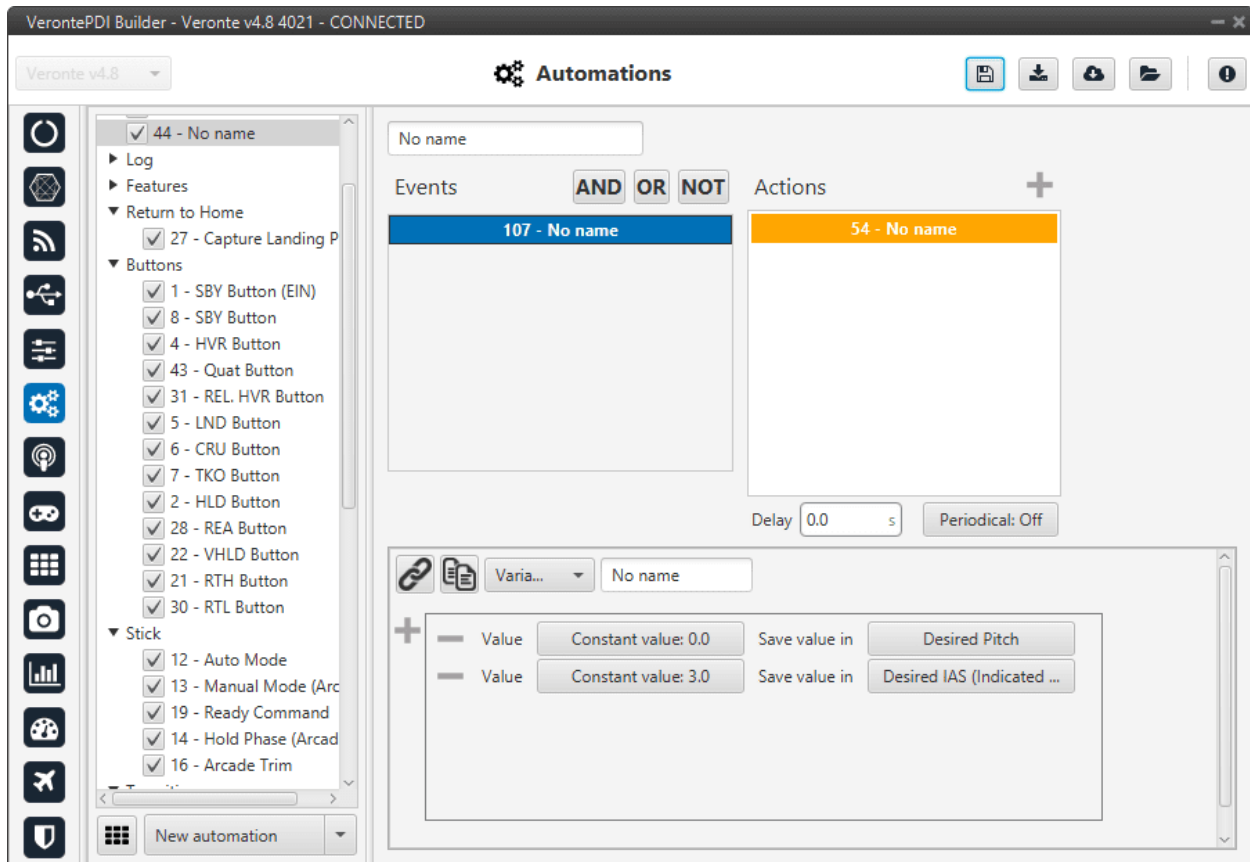 VerontePDI Builder - Veronte v4.8 4021 - CONNECTED
Veronte v4.8
Automations
44 - No name
Log
Features
Return to Home
27 - Capture Landing P
Buttons
1 - SBY Button (EIN)
8 - SBY Button
4 - HVR Button
43 - Quat Button
31 - REL. HVR Button
5 - LND Button
6 - CRU Button
7 - TKO Button
2 - HLD Button
28 - REA Button
22 - VHLD Button
21 - RTH Button
30 - RTL Button
Stick
12 - Auto Mode
13 - Manual Mode (Arc
19 - Ready Command
14 - Hold Phase (Arcad
16 - Arcade Trim
New automation
No name
Events AND OR NOT
107 - No name
Actions
54 - No name
Delay 0.0 s Periodical: Off
Varia... No name
Value Constant value: 0.0 Save value in Desired Pitch
Value Constant value: 3.0 Save value in Desired IAS (Indicated ...